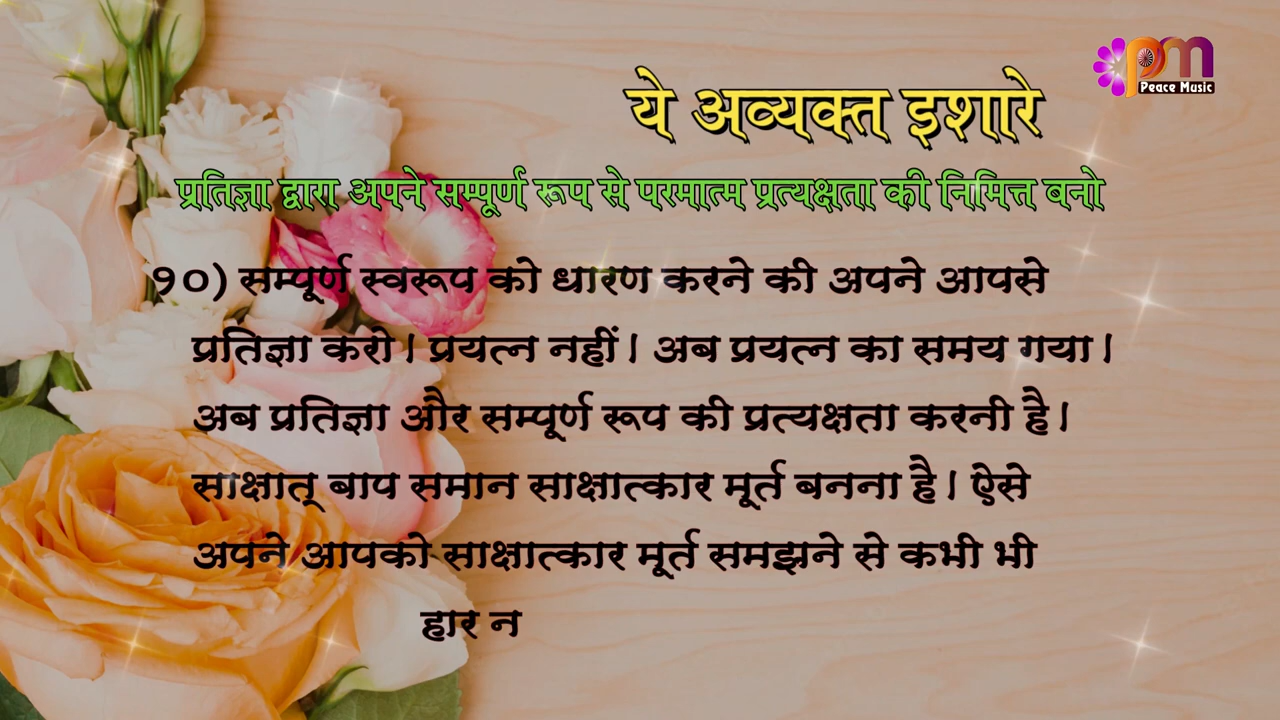 pm
Peace Music
ये अव्यक्त इशारे
प्रतिज्ञा द्वारा अपने सम्पूर्ण रूप से परमात्म प्रत्यक्षता की निमित्त बनो
१०) सम्पूर्ण स्वरूप को धारण करने की अपने आपसे
प्रतिज्ञा करो। प्रयत्न नहीं। अब प्रयत्न का समय गया।
अब प्रतिज्ञा और सम्पूर्ण रूप की प्रत्यक्षता करनी है।
साक्षात् बाप समान साक्षात्कार मूर्त बनना है। ऐसे
अपने आपको साक्षात्कार मूर्त समझने से कभी भी
हार न